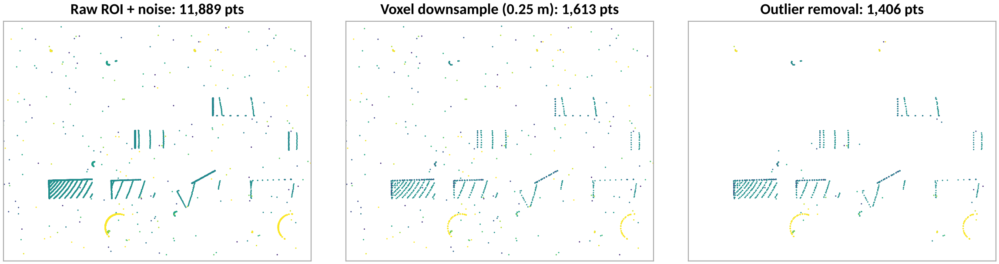 Raw ROI + noise: 11,889 pts
Voxel downsample (0.25 m): 1,613 pts
Outlier removal: 1,406 pts